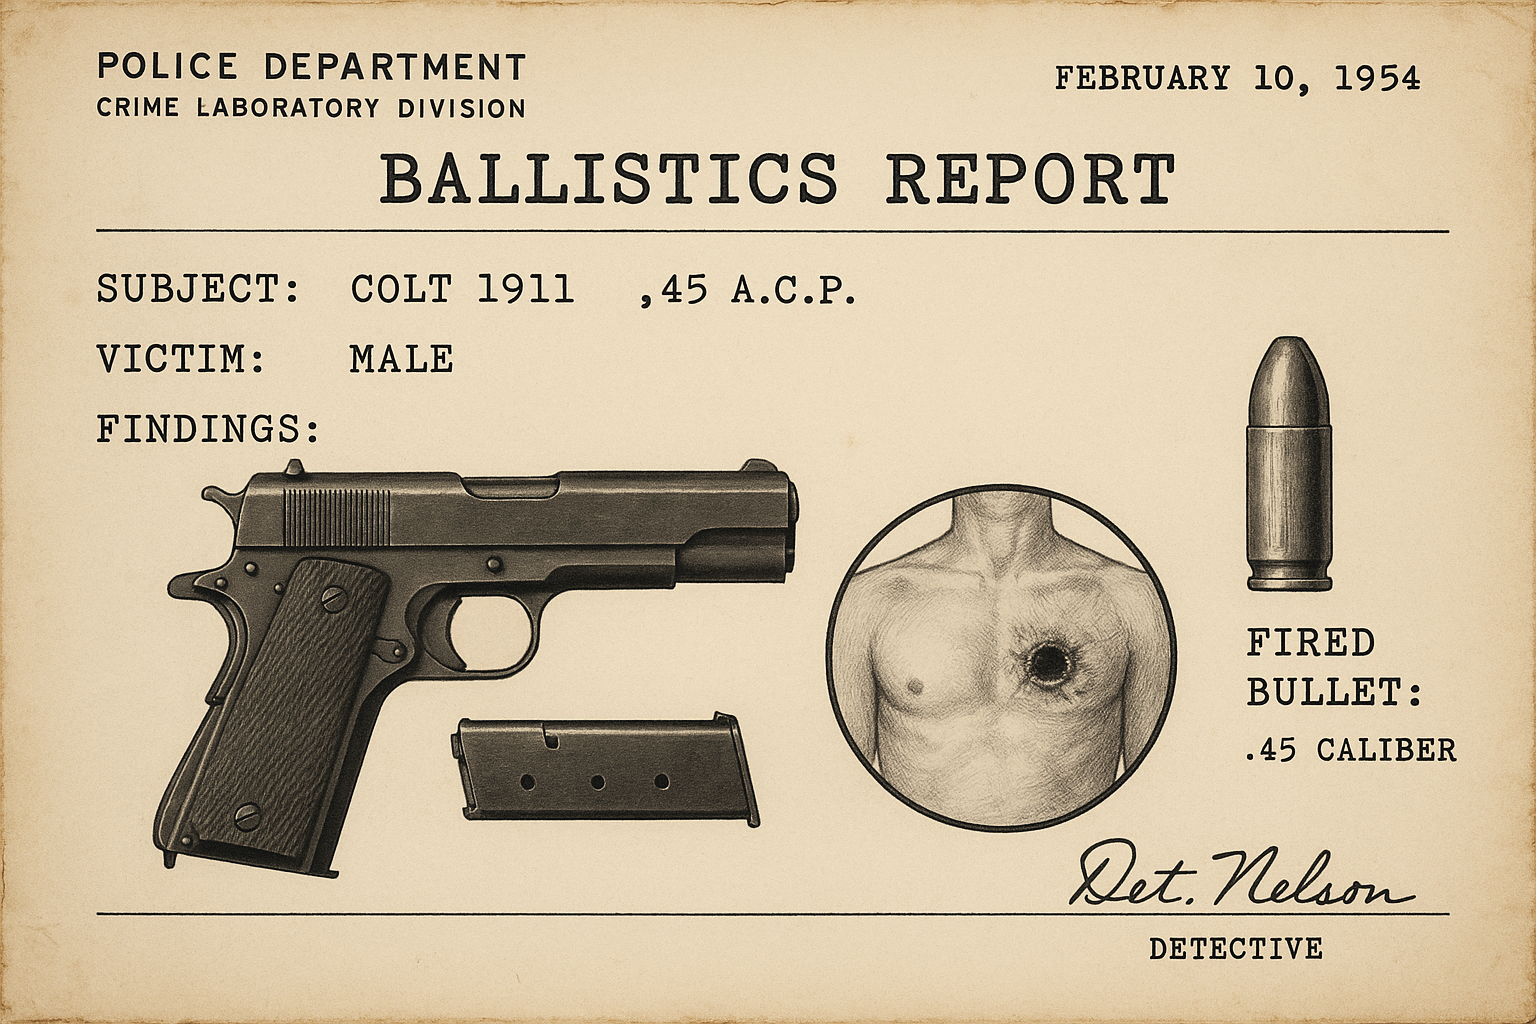 POLICE DEPARTMENT
CRIME LABORATORY DIVISION
FEBRUARY 10, 1954
BALLISTICS REPORT
SUBJECT: COLT 1911 ,45 A.C.P.
VICTIM: MALE
FINDINGS:
FIRED
BULLET:
.45 CALIBER
Det. Nelson
DETECTIVE